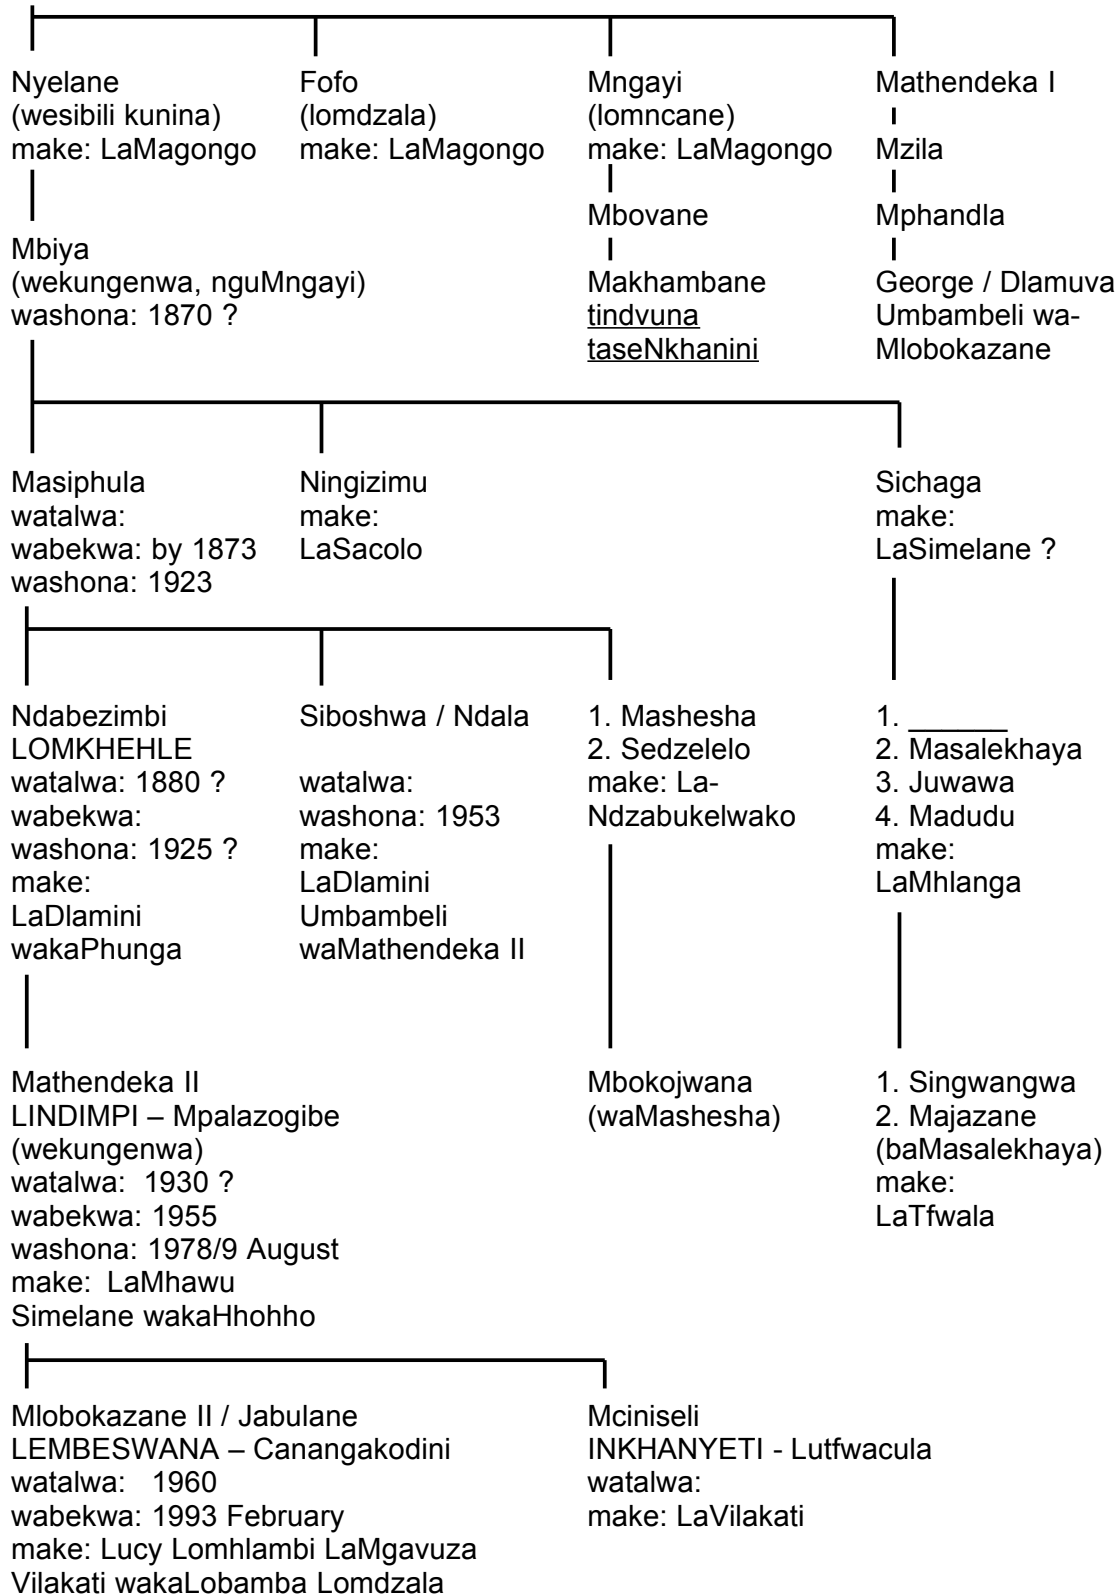 Nyelane
(wesibili kunina)
make: LaMagongo
Fofo
(lomdzala)
make: LaMagongo
Mngayi
(lomncane)
make: LaMagongo
Mathendeka I
Mzila
Mbovane
Mphandla
Mbiya
(wekungenwa, nguMngayi)
washona: 1870 ?
Makhambane
tindvuna
taseNkhanini
George / Dlamuva
Umbambeli wa-
Mlobokazane
Masiphula
watalwa:
wabekwa: by 1873
washona: 1923
Ningizimu
make:
LaSacolo
Sichaga
make:
LaSimelane ?
Ndabezimbi
LOMKHEHLE
watalwa: 1880 ?
wabekwa:
washona: 1925 ?
make:
LaDlamini
wakaPhunga
Siboshwa / Ndala
watalwa:
washona: 1953
make:
LaDlamini
Umbambeli
waMathendeka II
1. Mashesha
2. Sedzelelo
make: La-
Ndzabukelwako
1. ______
2. Masalekhaya
3. Juwawa
4. Madudu
make:
LaMhlanga
Mathendeka II
LINDIMPI – Mpalazogibe
(wekungenwa)
watalwa: 1930 ?
wabekwa: 1955
washona: 1978/9 August
make: LaMhawu
Simelane wakaHhohho
Mbokojwana
(waMashesha)
1. Singwangwa
2. Majazane
(baMasalekhaya)
make:
LaTfwala
Mlobokazane II / Jabulane
LEMBESWANA – Canangakodini
watalwa: 1960
wabekwa: 1993 February
make: Lucy Lomhlambi LaMgavuza
Vilakati wakaLobamba Lomdzala
Mciniseli
INKHANYETI - Lutfwacula
watalwa:
make: LaVilakati